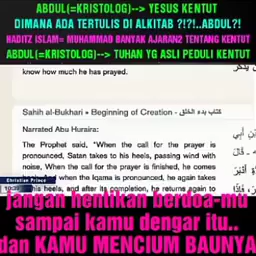 ABDUL(=KRISTOLOG)--> YESUS KENTUT
DIMANA ADA TERTULIS DI ALKITAB ?!?!..ABDUL?!
HADITZ ISLAM= MUHAMMAD BANYAK AJARAN2 TENTANG KENTUT
ABDUL(=KRISTOLOG)--> TUHAN YG ASLI PEDULI KENTUT
know how much he has prayed.
Sahih al-Bukhari » Beginning of Creation - كتاب بدء الخلق
Narrated Abu Huraira:
The Prophet said, "When the call for the prayer is
pronounced, Satan takes to his heels, passing wind with
noise, When the call for the prayer is finished, he comes
when the Iqama is pronounced, he again takes
his heels, and after its completion, he returns again to
Christian Prince
jangan hentikan berdoa-mu
sampai kamu dengar itu..
dan KAMU MENCIUM BAUNYA